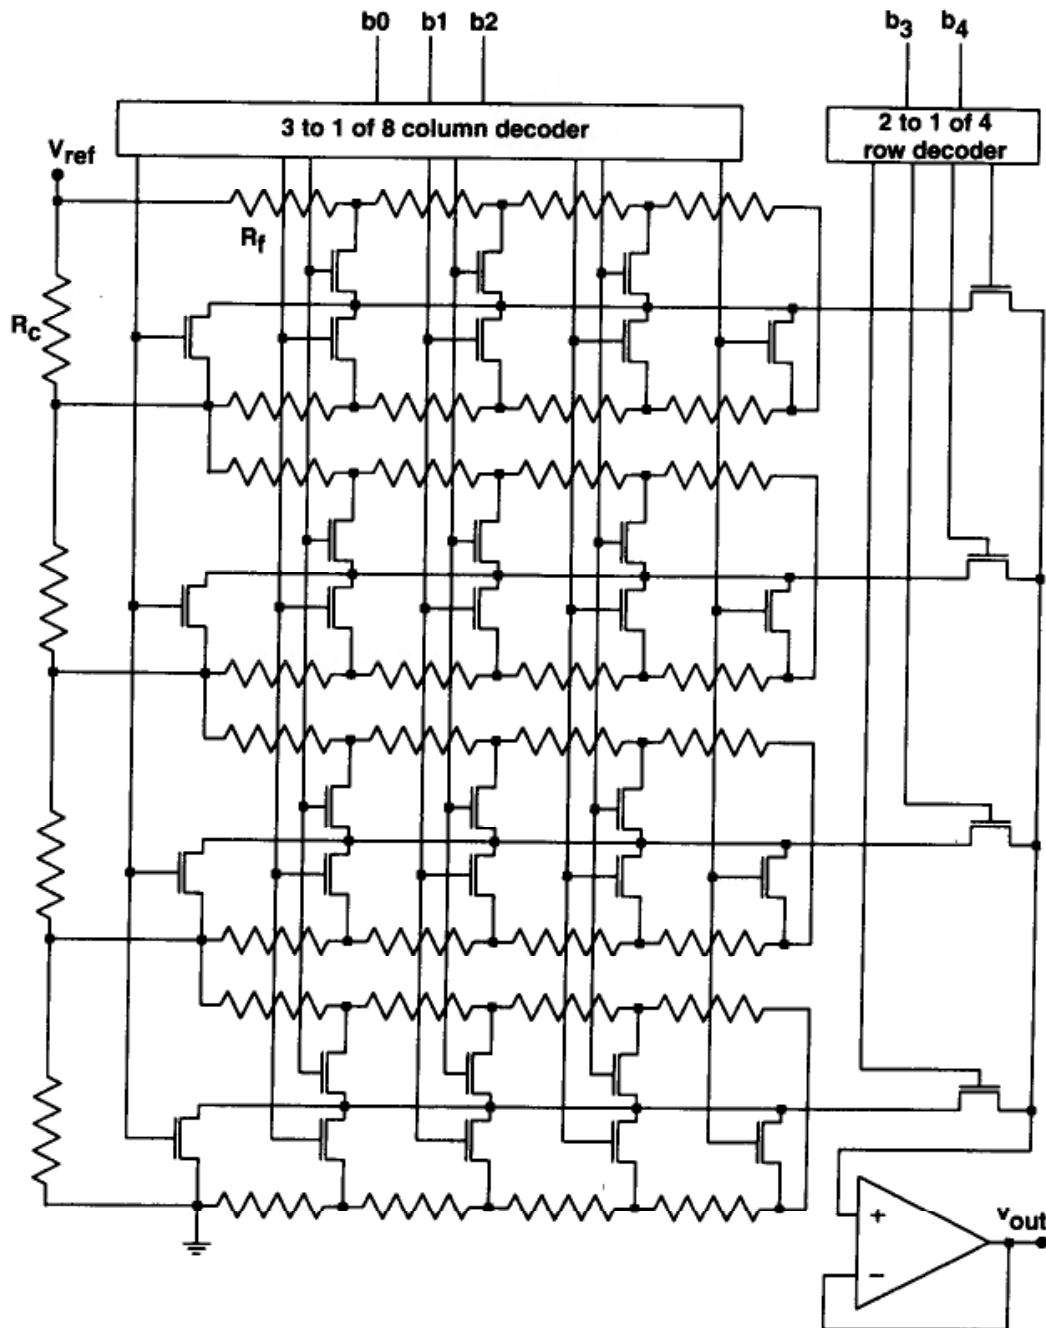 b0 b1 b2 b3 b4
3 to 1 of 8 column decoder
2 to 1 of 4
row decoder
Vref
Rf
Rc
+
vout
−